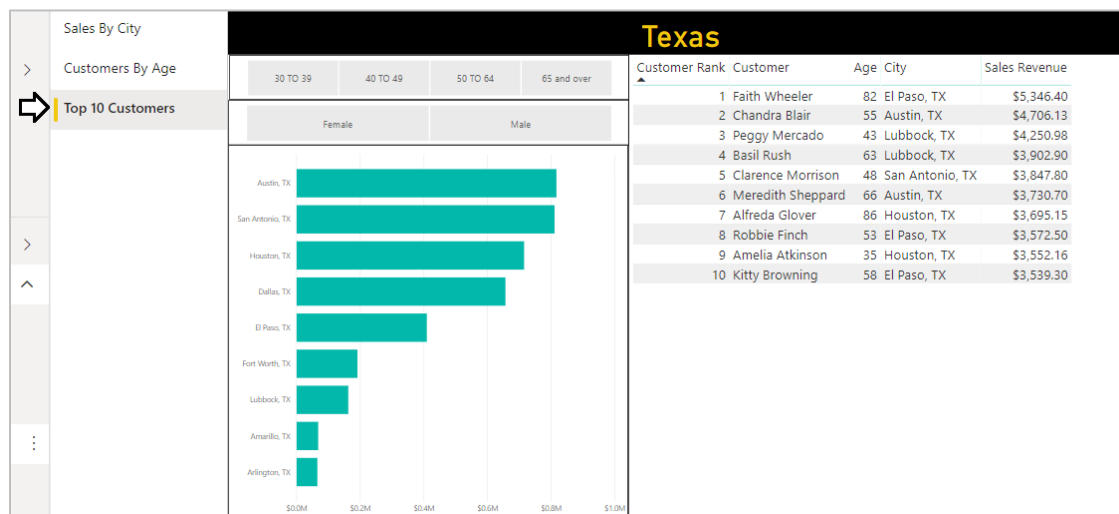 Sales By City
Customers By Age
Top 10 Customers
Texas
30 TO 39 40 TO 49 50 TO 64 65 and over
Female Male
Austin, TX
San Antonio, TX
Houston, TX
Dallas, TX
El Paso, TX
Fort Worth, TX
Lubbock, TX
Amarillo, TX
Arlington, TX
$0.0M $0.2M $0.4M $0.6M $0.8M $1.0M
Customer Rank Customer Age City Sales Revenue
1 Faith Wheeler 82 El Paso, TX $5,346.40
2 Chandra Blair 55 Austin, TX $4,706.13
3 Peggy Mercado 43 Lubbock, TX $4,250.98
4 Basil Rush 63 Lubbock, TX $3,902.90
5 Clarence Morrison 48 San Antonio, TX $3,847.80
6 Meredith Sheppard 66 Austin, TX $3,730.70
7 Alfreda Glover 86 Houston, TX $3,695.15
8 Robbie Finch 53 El Paso, TX $3,572.50
9 Amelia Atkinson 35 Houston, TX $3,552.16
10 Kitty Browning 58 El Paso, TX $3,539.30